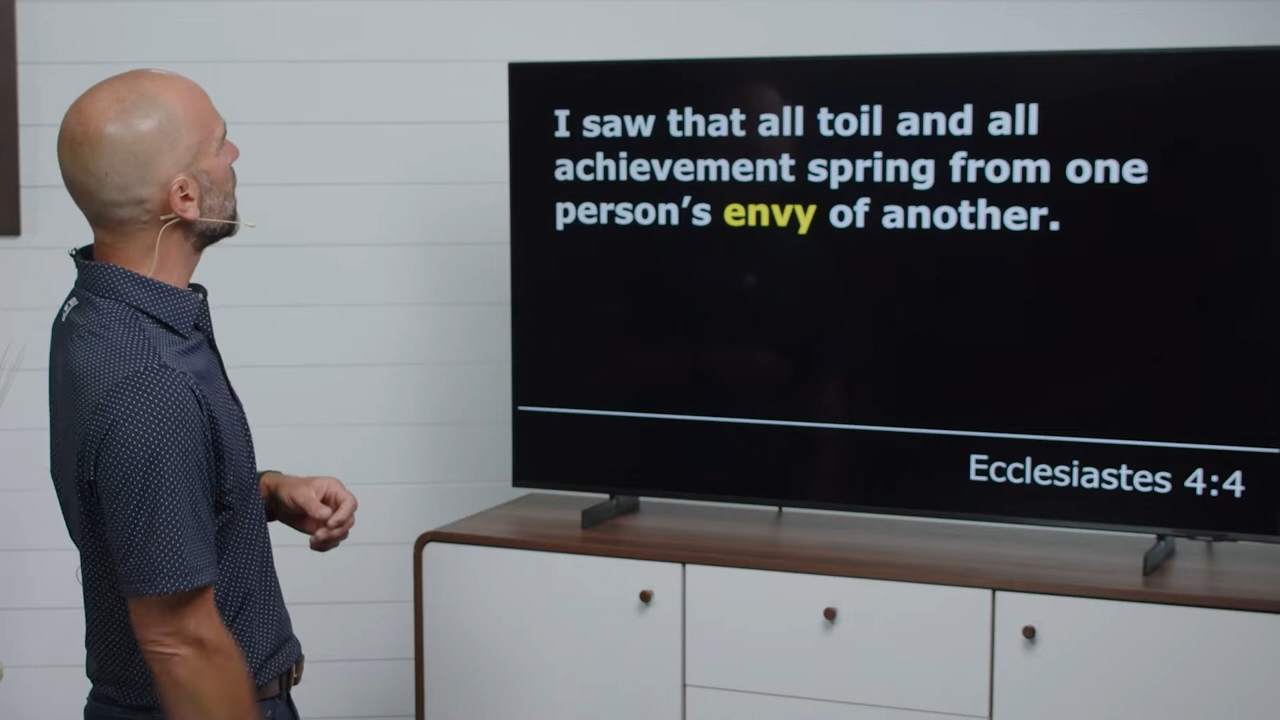 I saw that all toil and all
achievement spring from one
person's envy of another.
Ecclesiastes 4:4